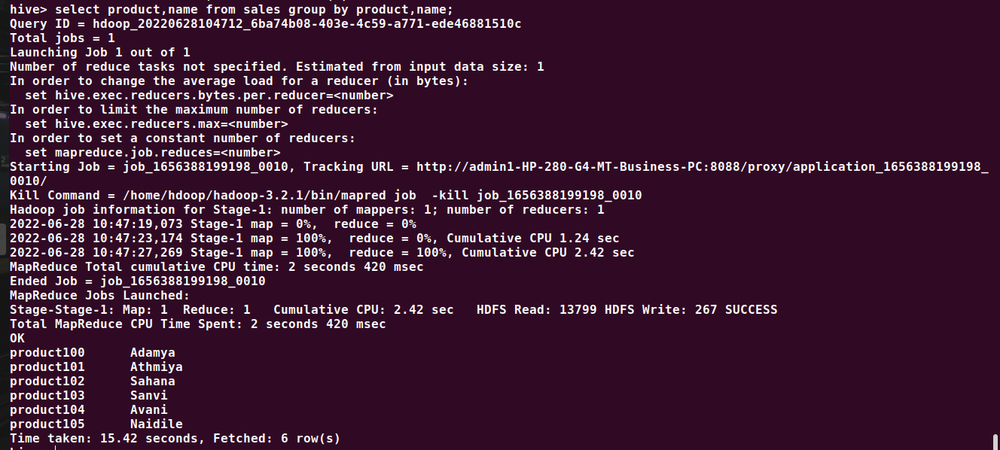 hive> select product,name from sales group by product,name;
Query ID = hdoop_20220628104712_6ba74b08-403e-4c59-a771-ede46881510c
Total jobs = 1
Launching Job 1 out of 1
Number of reduce tasks not specified. Estimated from input data size: 1
In order to change the average load for a reducer (in bytes):
  set hive.exec.reducers.bytes.per.reducer=<number>
In order to limit the maximum number of reducers:
  set hive.exec.reducers.max=<number>
In order to set a constant number of reducers:
  set mapreduce.job.reduces=<number>
Starting Job = job_1656388199198_0010, Tracking URL = http://admin1-HP-280-G4-MT-Business-PC:8088/proxy/application_1656388199198_
0010/
Kill Command = /home/hdoop/hadoop-3.2.1/bin/mapred job  -kill job_1656388199198_0010
Hadoop job information for Stage-1: number of mappers: 1; number of reducers: 1
2022-06-28 10:47:19,073 Stage-1 map = 0%,  reduce = 0%
2022-06-28 10:47:23,174 Stage-1 map = 100%,  reduce = 0%, Cumulative CPU 1.24 sec
2022-06-28 10:47:27,269 Stage-1 map = 100%,  reduce = 100%, Cumulative CPU 2.42 sec
MapReduce Total cumulative CPU time: 2 seconds 420 msec
Ended Job = job_1656388199198_0010
MapReduce Jobs Launched:
Stage-Stage-1: Map: 1  Reduce: 1   Cumulative CPU: 2.42 sec   HDFS Read: 13799 HDFS Write: 267 SUCCESS
Total MapReduce CPU Time Spent: 2 seconds 420 msec
OK
product100      Adamya
product101      Athmiya
product102      Sahana
product103      Sanvi
product104      Avani
product105      Naidile
Time taken: 15.42 seconds, Fetched: 6 row(s)